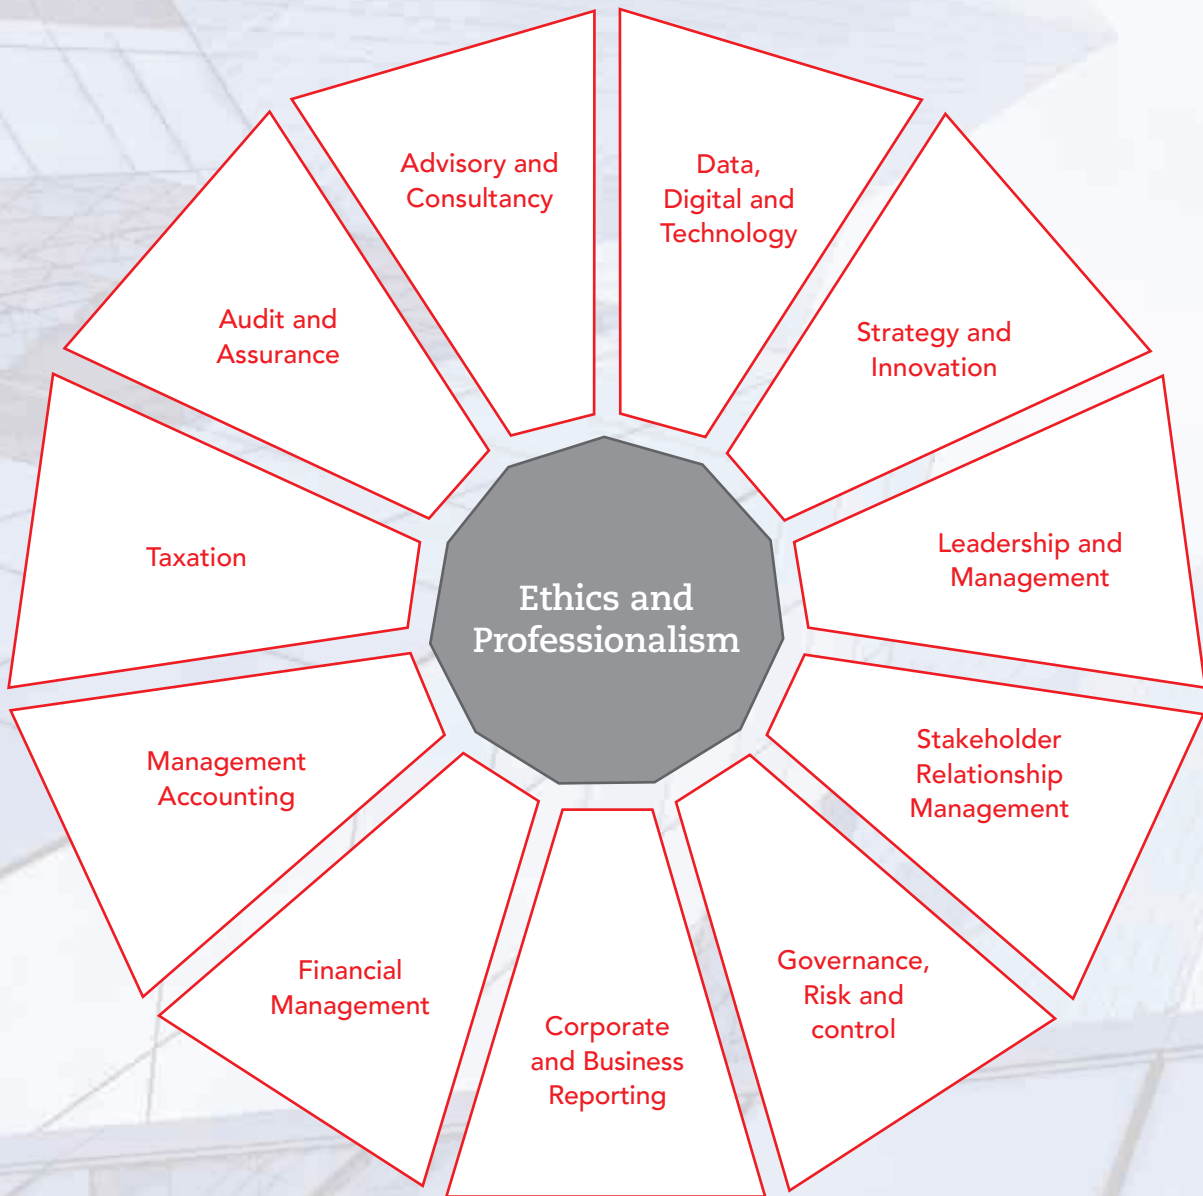 Advisory and
Consultancy
Data,
Digital and
Technology
Strategy and
Innovation
Leadership and
Management
Stakeholder
Relationship
Management
Governance,
Risk and
control
Corporate
and Business
Reporting
Financial
Management
Management
Accounting
Taxation
Audit and
Assurance
Ethics and
Professionalism